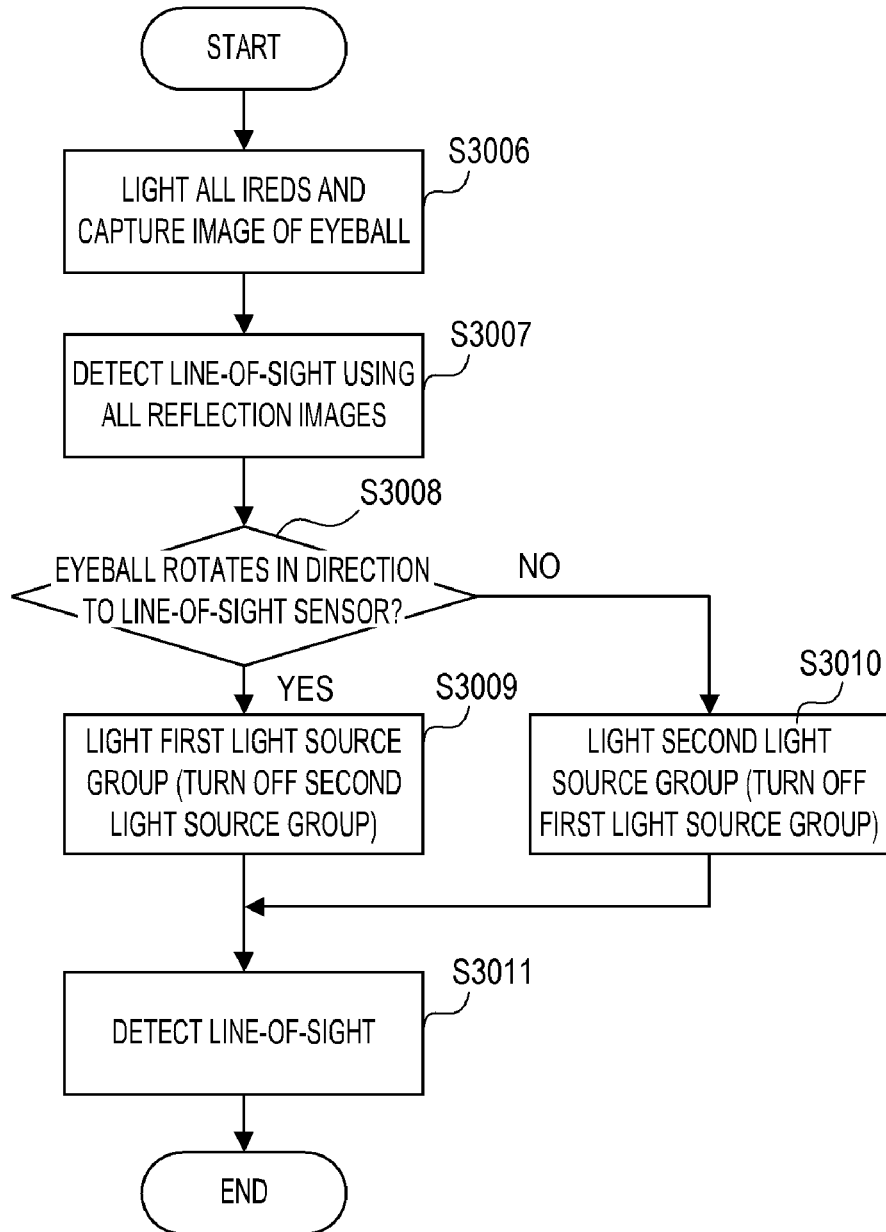 START
S3006
LIGHT ALL IREDS AND
CAPTURE IMAGE OF EYEBALL
S3007
DETECT LINE-OF-SIGHT USING
ALL REFLECTION IMAGES
S3008
EYEBALL ROTATES IN DIRECTION
TO LINE-OF-SIGHT SENSOR?
NO
YES
S3009
LIGHT FIRST LIGHT SOURCE
GROUP (TURN OFF SECOND
LIGHT SOURCE GROUP)
S3010
LIGHT SECOND LIGHT
SOURCE GROUP (TURN OFF
FIRST LIGHT SOURCE GROUP)
S3011
DETECT LINE-OF-SIGHT
END